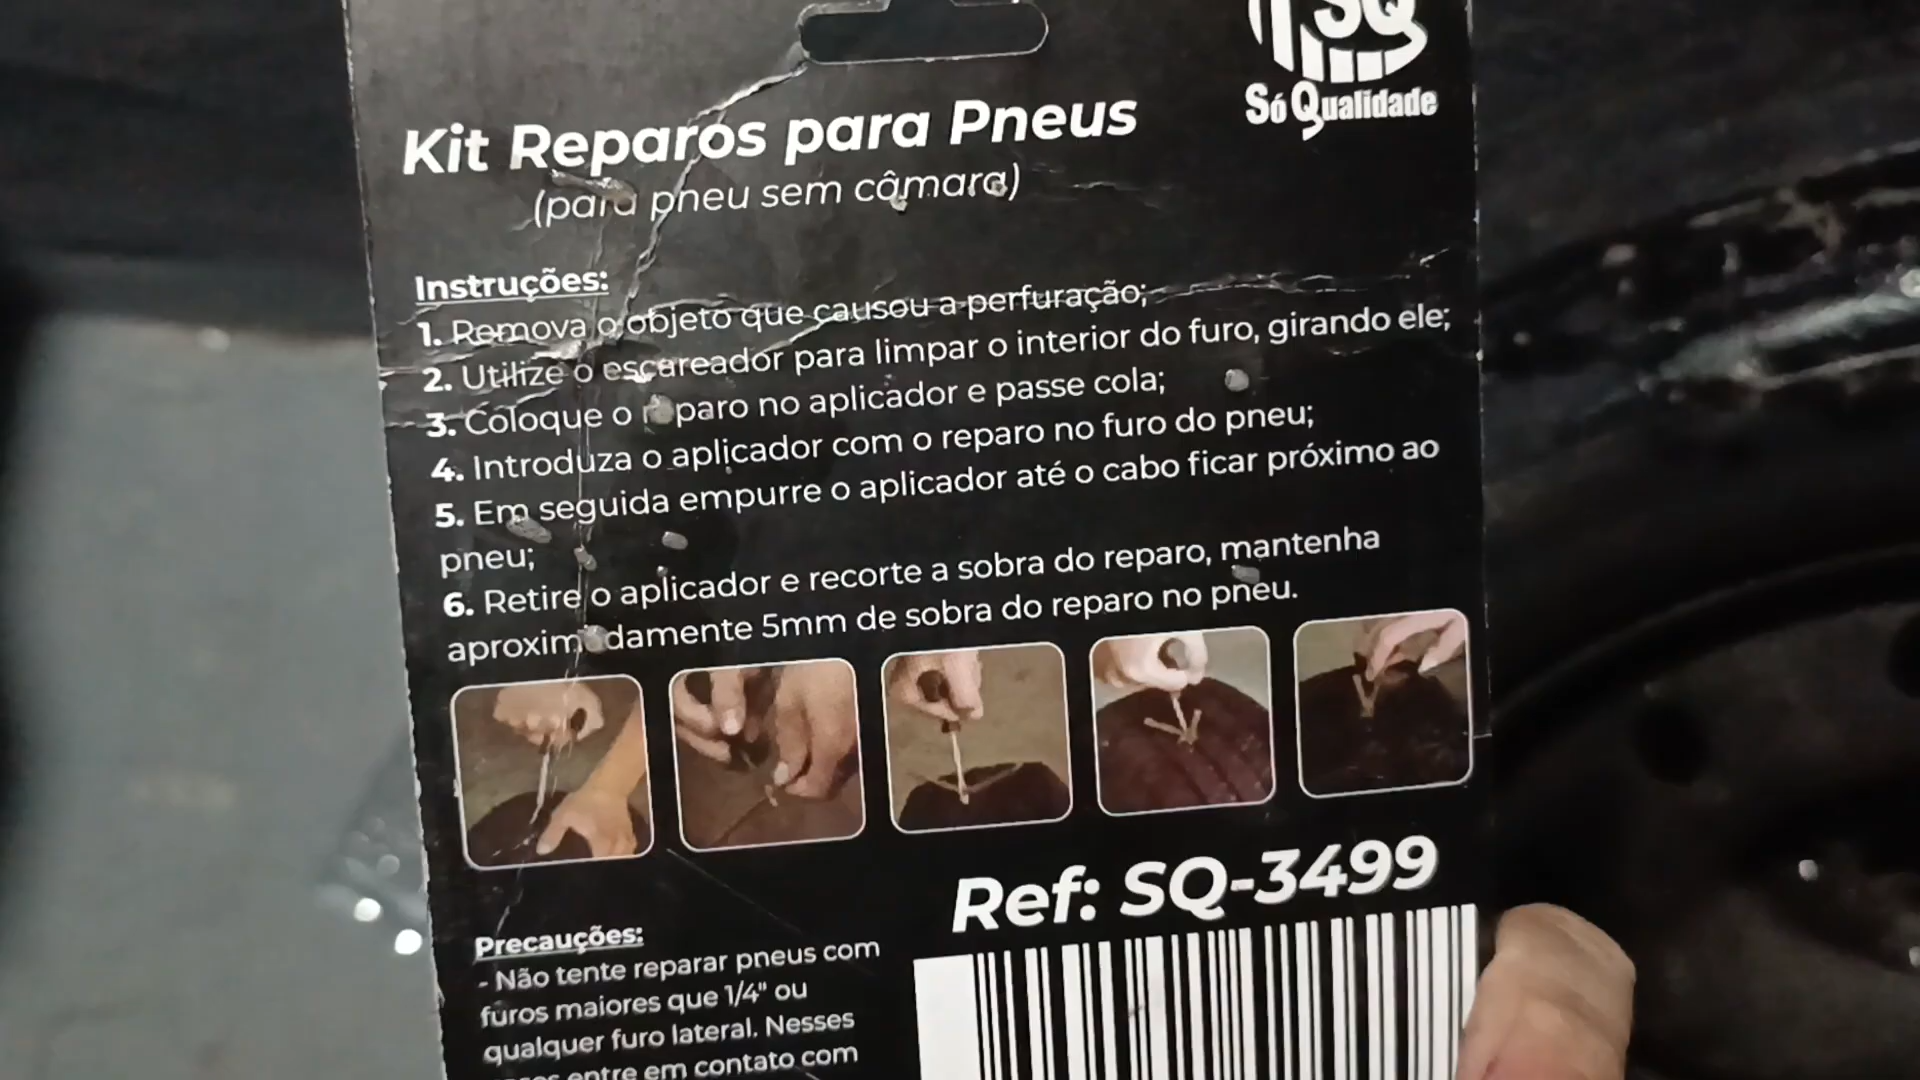 SQ
Só Qualidade
Kit Reparos para Pneus
(para pneu sem câmara)
Instruções:
1. Remova o objeto que causou a perfuração;
2. Utilize o escareador para limpar o interior do furo, girando ele;
3. Coloque o reparo no aplicador e passe cola;
4. Introduza o aplicador com o reparo no furo do pneu;
5. Em seguida empurre o aplicador até o cabo ficar próximo ao
pneu;
6. Retire o aplicador e recorte a sobra do reparo, mantenha
aproximadamente 5mm de sobra do reparo no pneu.
Ref: SQ-3499
Precauções:
- Não tente reparar pneus com
furos maiores que 1/4" ou
qualquer furo lateral. Nesses
entre em contato com